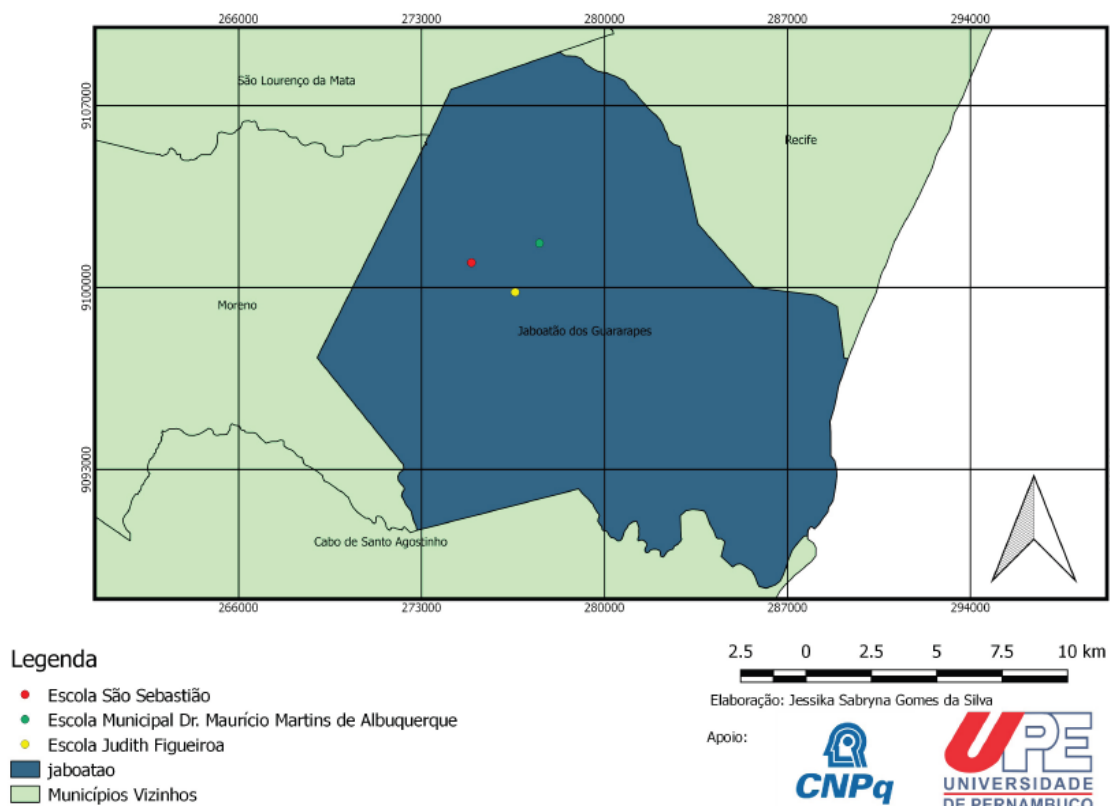 266000 273000 280000 287000 294000
São Lourenço da Mata
9107000
Recife
9100000
Moreno
Jaboatão dos Guararapes
9093000
Cabo de Santo Agostinho
266000 273000 280000 287000 294000
Legenda
Escola São Sebastião
Escola Municipal Dr. Maurício Martins de Albuquerque
Escola Judith Figueiroa
jaboatao
Municípios Vizinhos
2.5 0 2.5 5 7.5 10 km
Elaboração: Jessika Sabryna Gomes da Silva
Apoio:
CNPq
UPE
UNIVERSIDADE
DE PERNAMBUCO